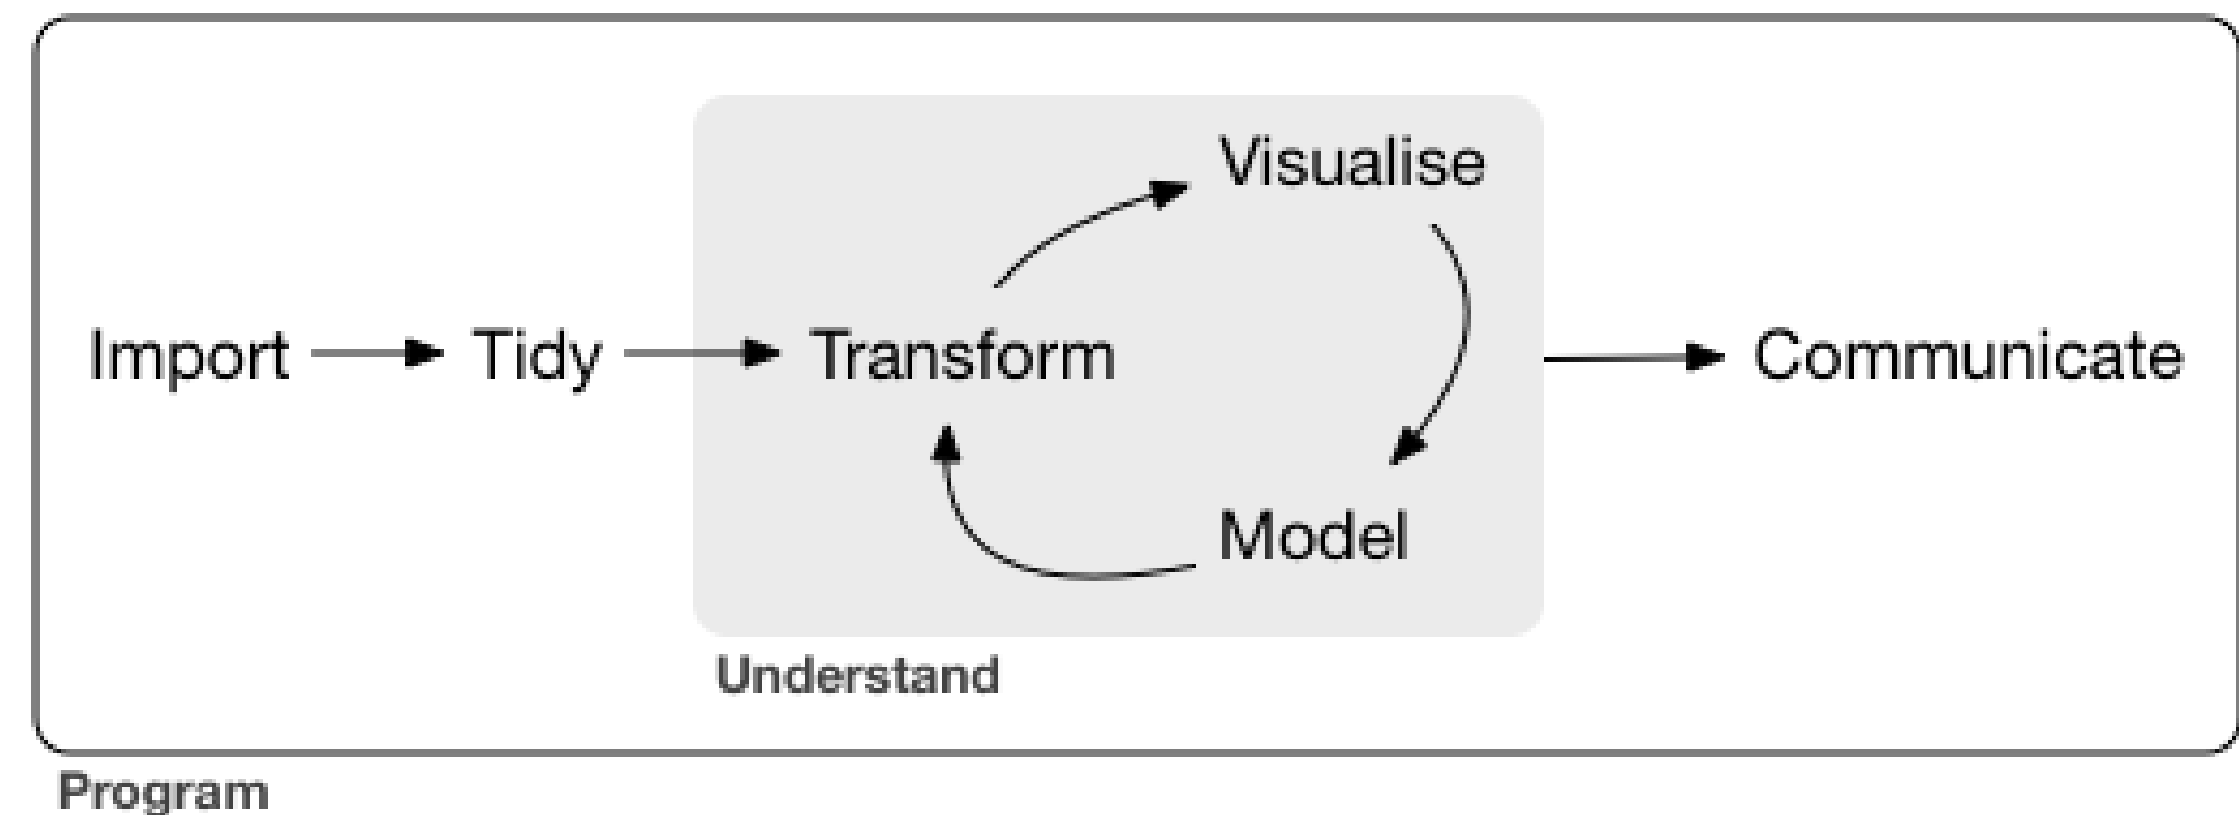 Visualise
Import Tidy Transform Communicate
Model
Understand
Program